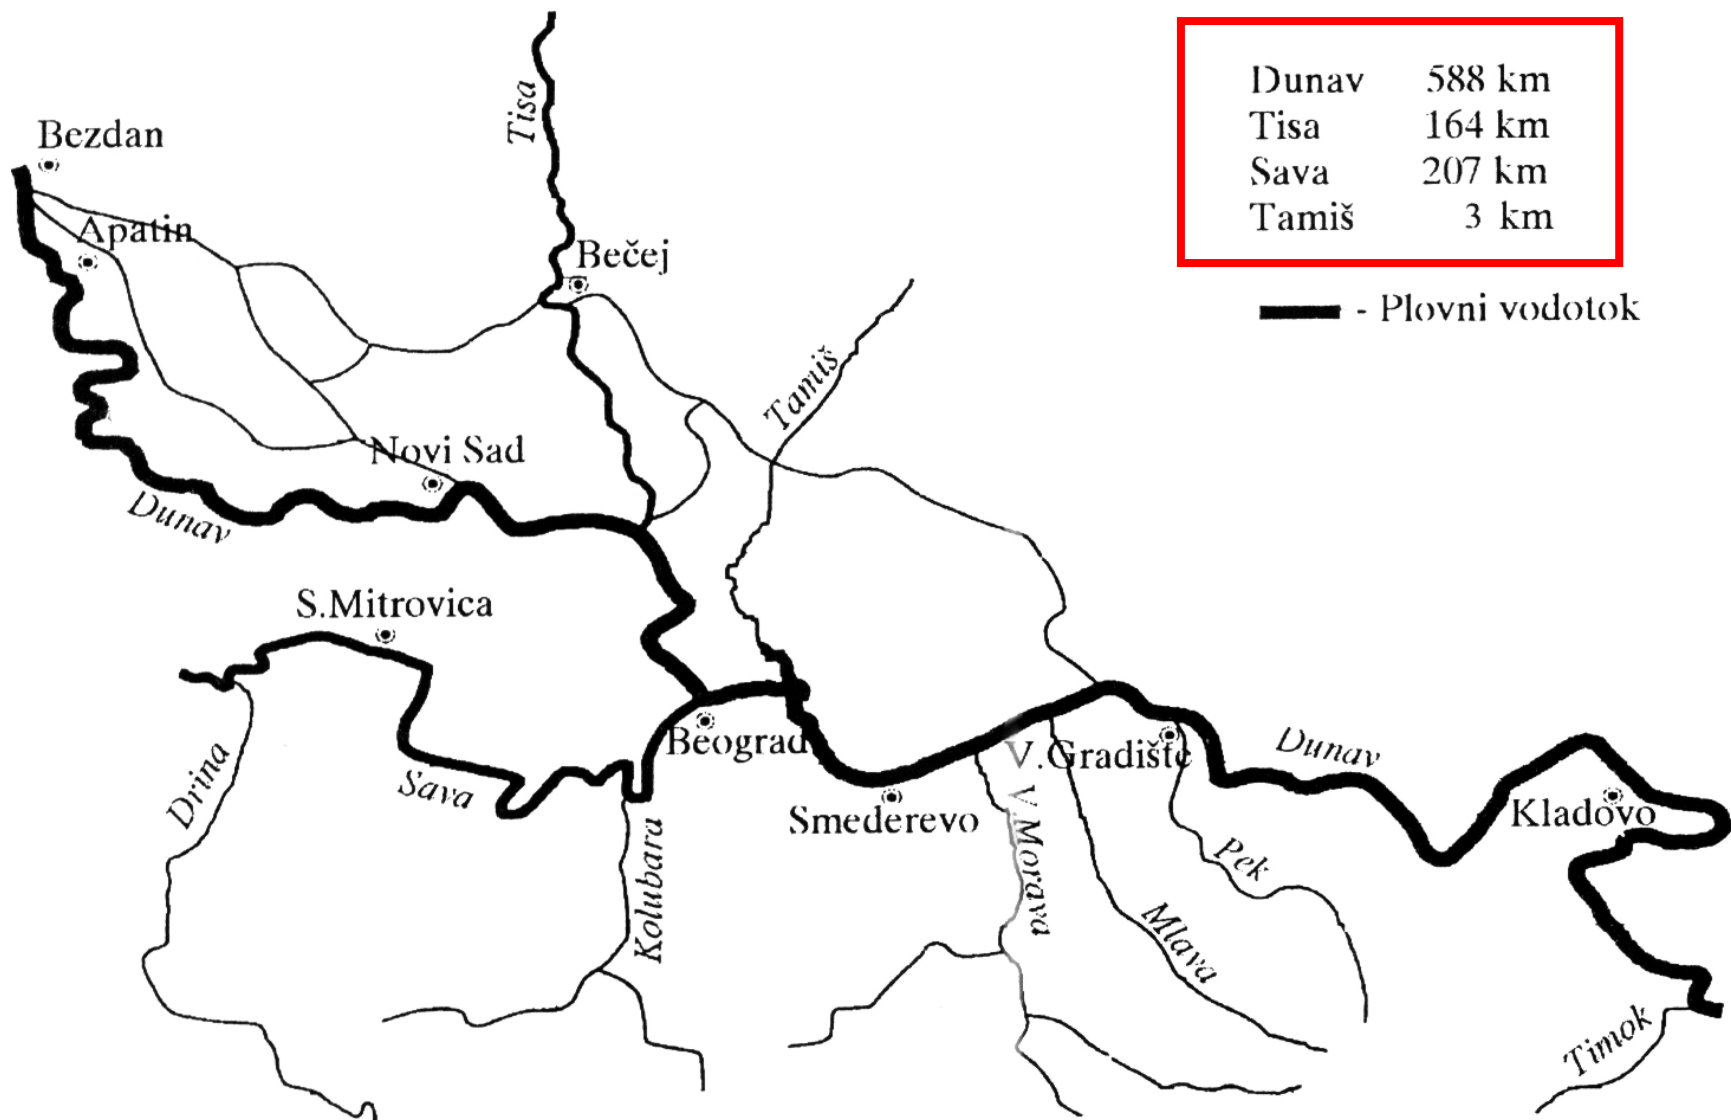 Dunav 588 km
Tisa 164 km
Sava 207 km
Tamiš 3 km
- Plovni vodotok
Tisa
Bezdan
Apatin
Bečej
Tamiš
Novi Sad
Dunav
S.Mitrovica
Beograd
V.Gradište
Dunav
Drina
Sava
Smederevo
Kladovo
Kolubara
V.Morava
Pek
Mlava
Timok